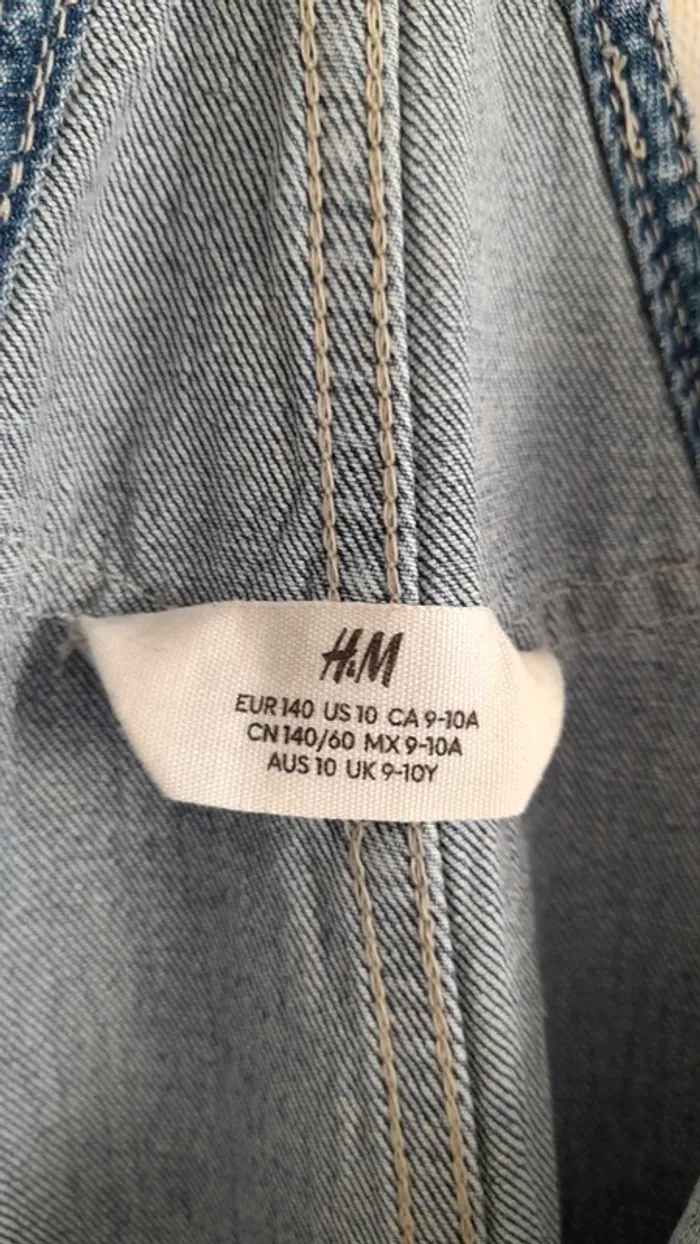 H&M
EUR 140 US 10 CA 9-10A
CN 140/60 MX 9-10A
AUS 10 UK 9-10Y